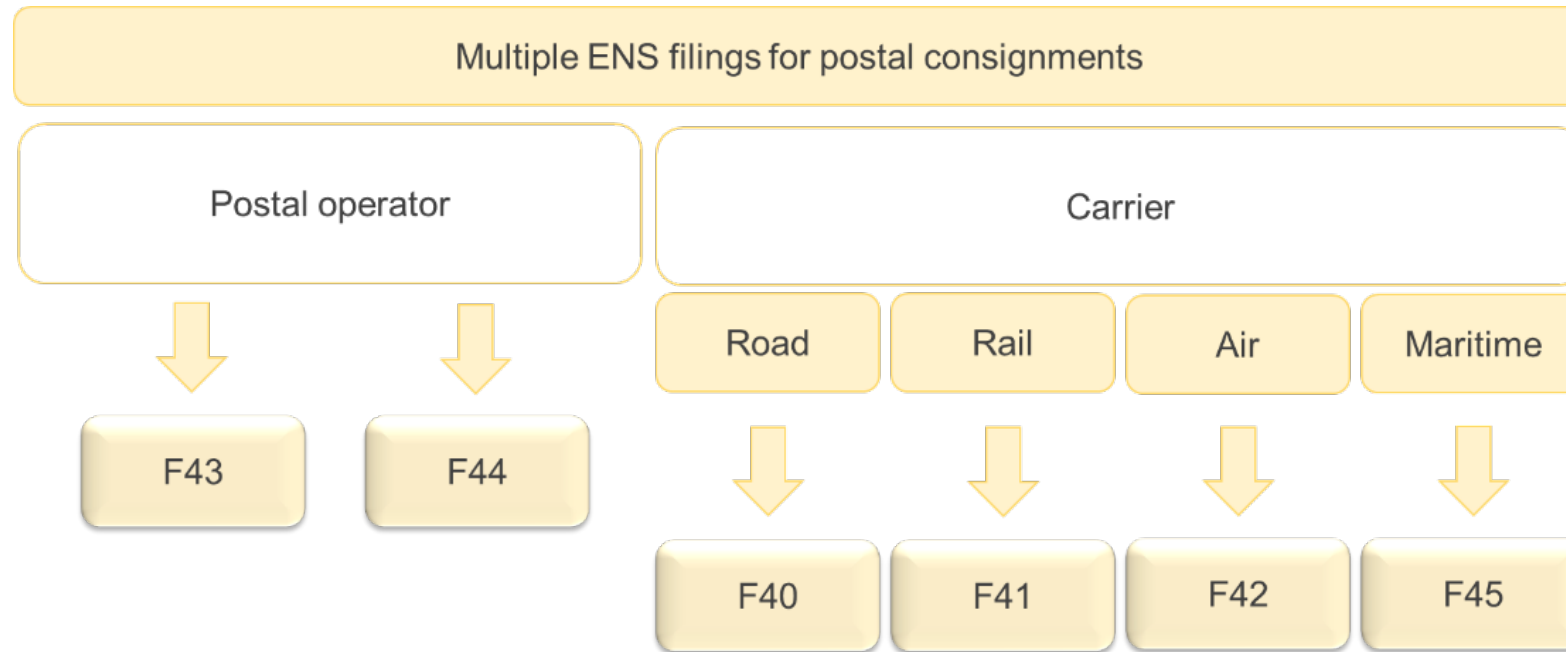 Multiple ENS filings for postal consignments
Postal operator
Carrier
Road
Rail
Air
Maritime
F43
F44
F40
F41
F42
F45